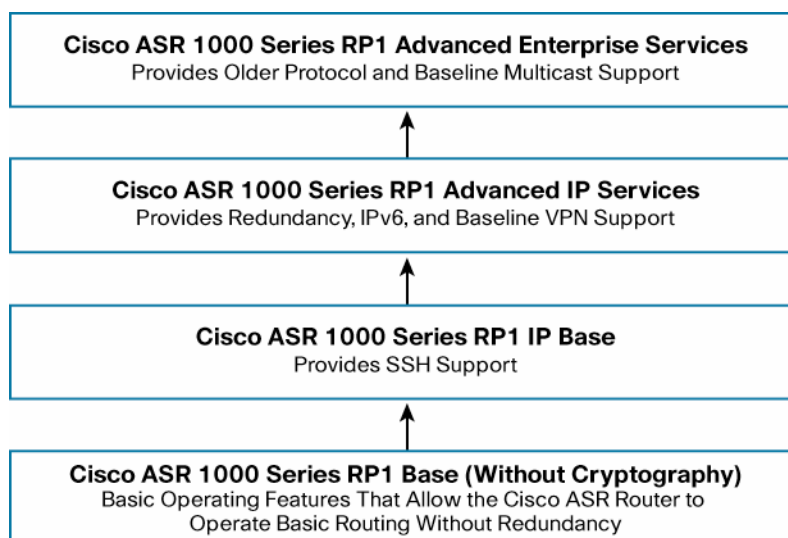 Cisco ASR 1000 Series RP1 Advanced Enterprise Services
Provides Older Protocol and Baseline Multicast Support
Cisco ASR 1000 Series RP1 Advanced IP Services
Provides Redundancy, IPv6, and Baseline VPN Support
Cisco ASR 1000 Series RP1 IP Base
Provides SSH Support
Cisco ASR 1000 Series RP1 Base (Without Cryptography)
Basic Operating Features That Allow the Cisco ASR Router to
Operate Basic Routing Without Redundancy